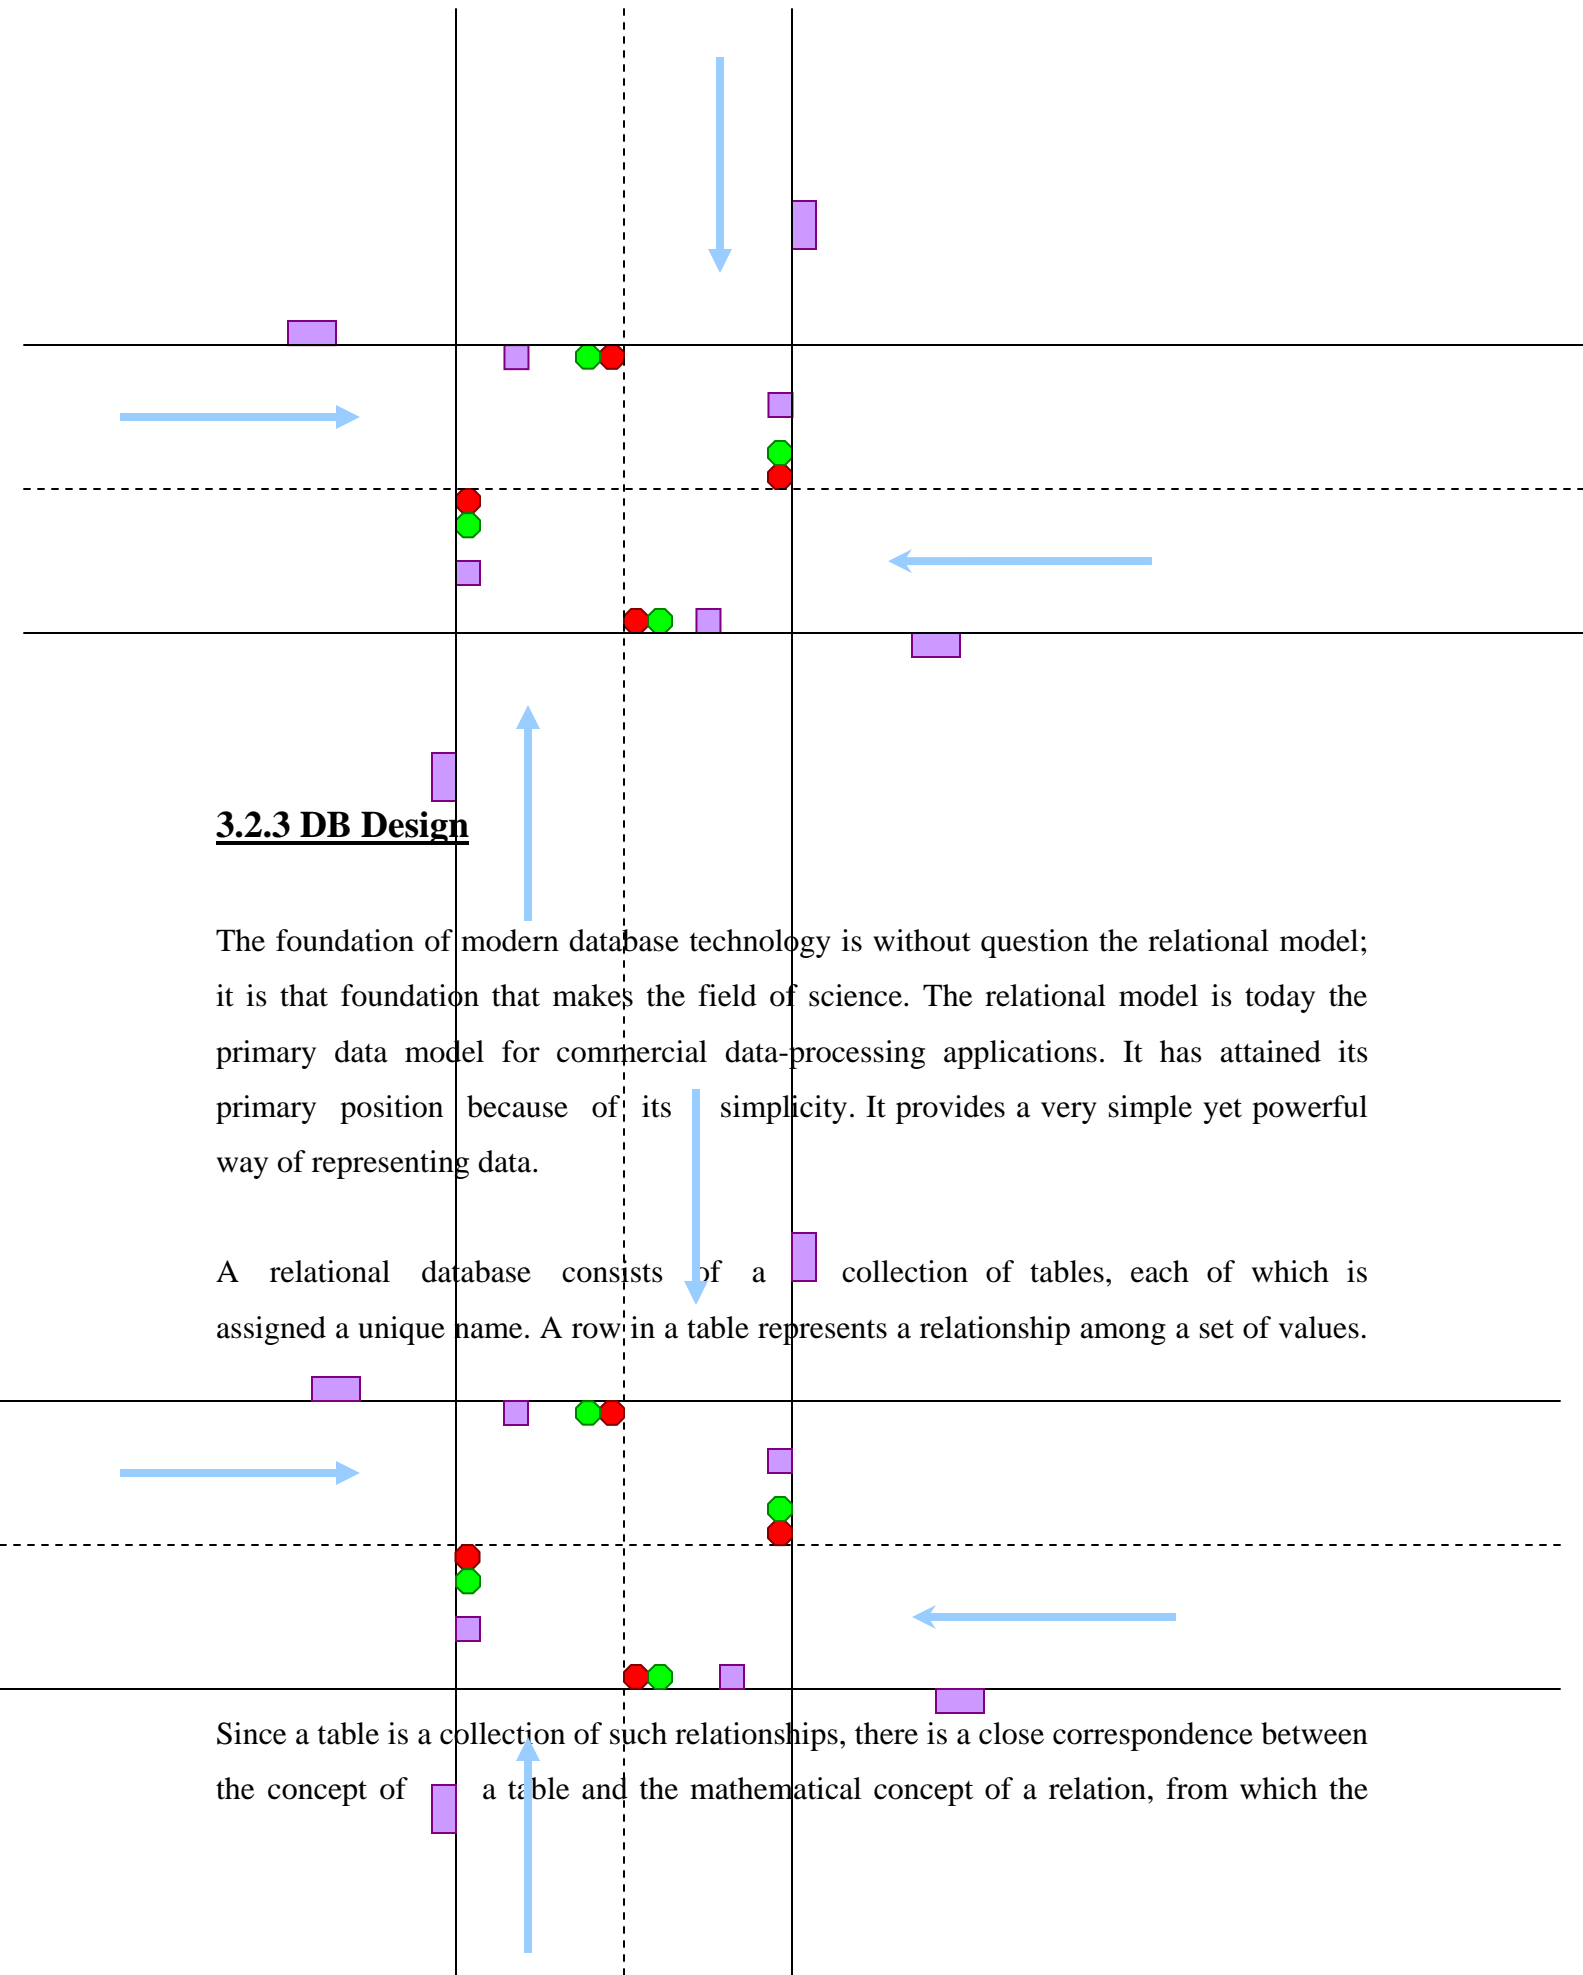 3.2.3 DB Design
The foundation of modern database technology is without question the relational model;
it is that foundation that makes the field of science. The relational model is today the
primary data model for commercial data-processing applications. It has attained its
primary position because of its simplicity. It provides a very simple yet powerful
way of representing data.
A relational database consists of a collection of tables, each of which is
assigned a unique name. A row in a table represents a relationship among a set of values.
Since a table is a collection of such relationships, there is a close correspondence between
the concept of a table and the mathematical concept of a relation, from which the